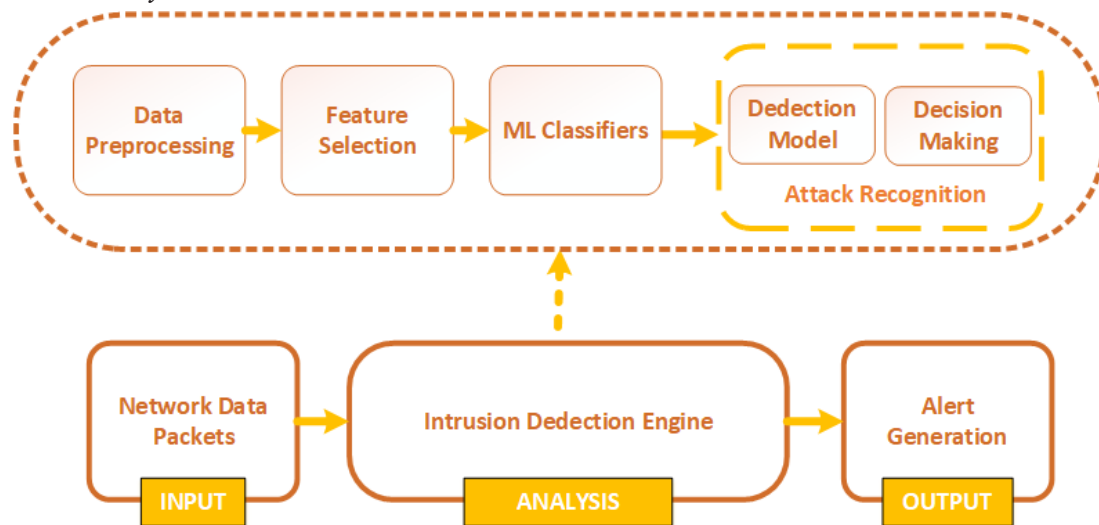 Data
Preprocessing
Feature
Selection
ML Classifiers
Dedection
Model
Decision
Making
Attack Recognition
Network Data
Packets
INPUT
Intrusion Dedection Engine
ANALYSIS
Alert
Generation
OUTPUT